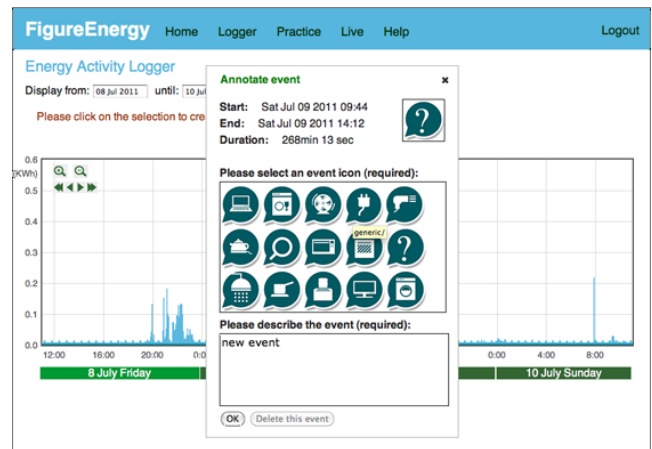 FigureEnergy Home Logger Practice Live Help Logout
Energy Activity Logger
Display from: 08 Jul 2011 until: 10 Jul
Please click on the selection to cre
Annotate event ×
Start: Sat Jul 09 2011 09:44
End: Sat Jul 09 2011 14:12
Duration: 268min 13 sec
?
Please select an event icon (required):
generic/
?
Please describe the event (required):
new event
OK Delete this event
0.6
(KWh)
0.5
0.4
0.3
0.2
0.1
0.0
12:00 16:00 20:00 0:0 0:00 4:00 8:00
8 July Friday 10 July Sunday